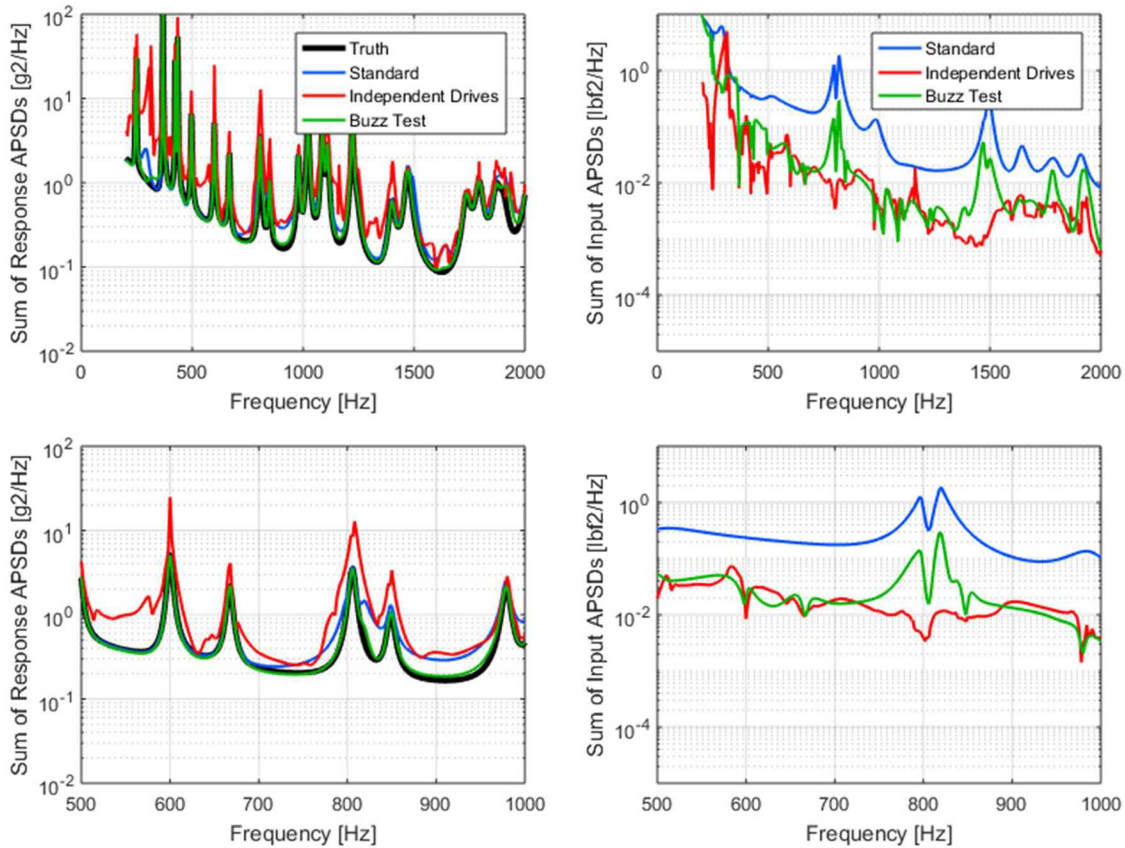 Sum of Response APSDs [g2/Hz]
10^2
10^1
10^0
10^-1
10^-2
0
500
1000
1500
2000
Frequency [Hz]
Truth
Standard
Independent Drives
Buzz Test
Sum of Input APSDs [lbf2/Hz]
10^0
10^-2
10^-4
0
500
1000
1500
2000
Frequency [Hz]
Standard
Independent Drives
Buzz Test
Sum of Response APSDs [g2/Hz]
10^2
10^1
10^0
10^-1
10^-2
500
600
700
800
900
1000
Frequency [Hz]
Sum of Input APSDs [lbf2/Hz]
10^0
10^-2
10^-4
500
600
700
800
900
1000
Frequency [Hz]